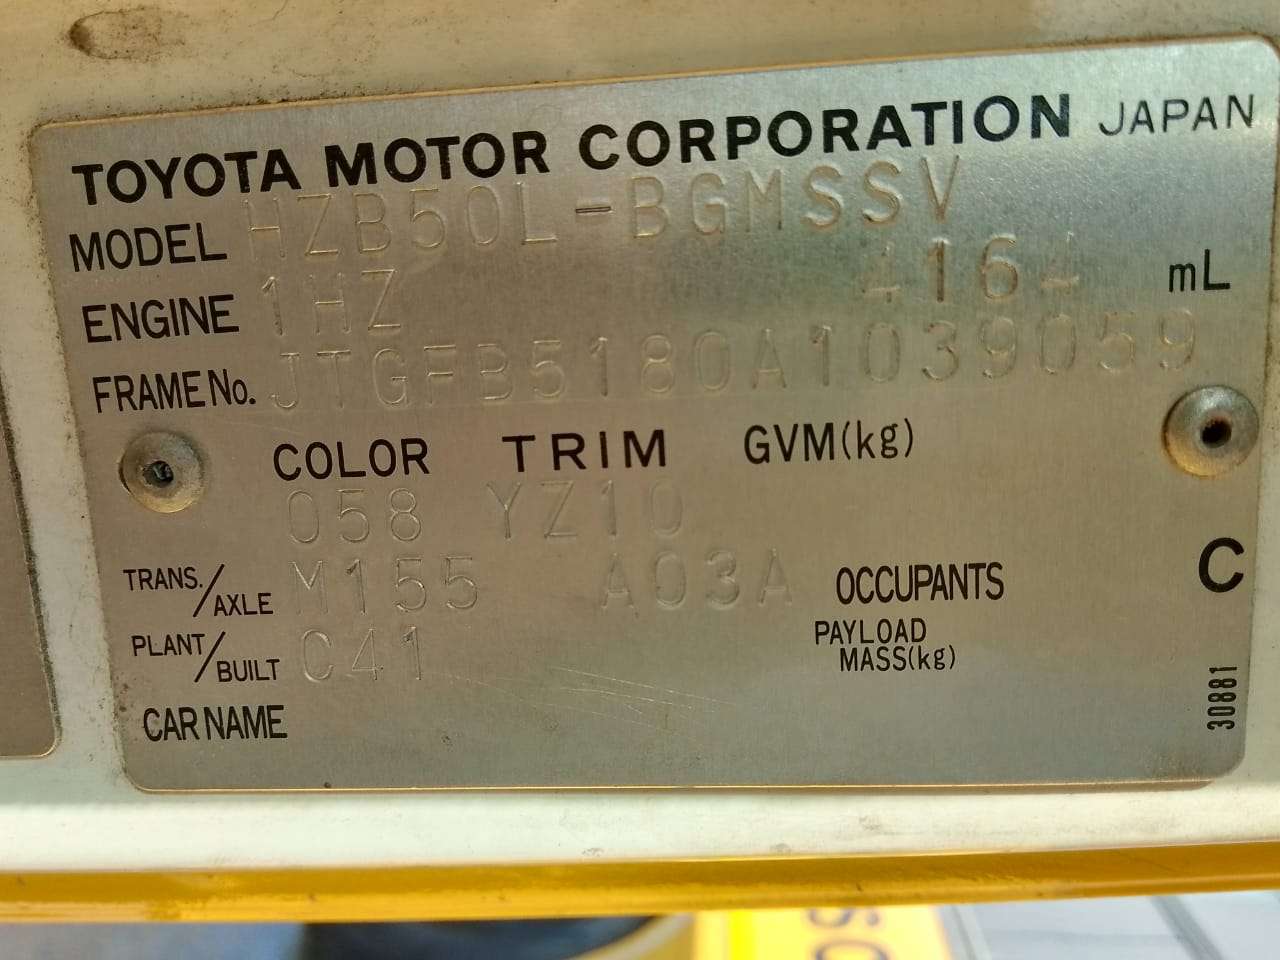 TOYOTA MOTOR CORPORATION JAPAN
MODEL HZB50L-BGMSSV
ENGINE 1HZ 4164 mL
FRAME No. JTGFB5180A1039059
COLOR TRIM GVM(kg)
058 YZ10
TRANS./AXLE M155 A03A OCCUPANTS C
PLANT/BUILT C41 PAYLOAD MASS(kg)
CAR NAME
30881